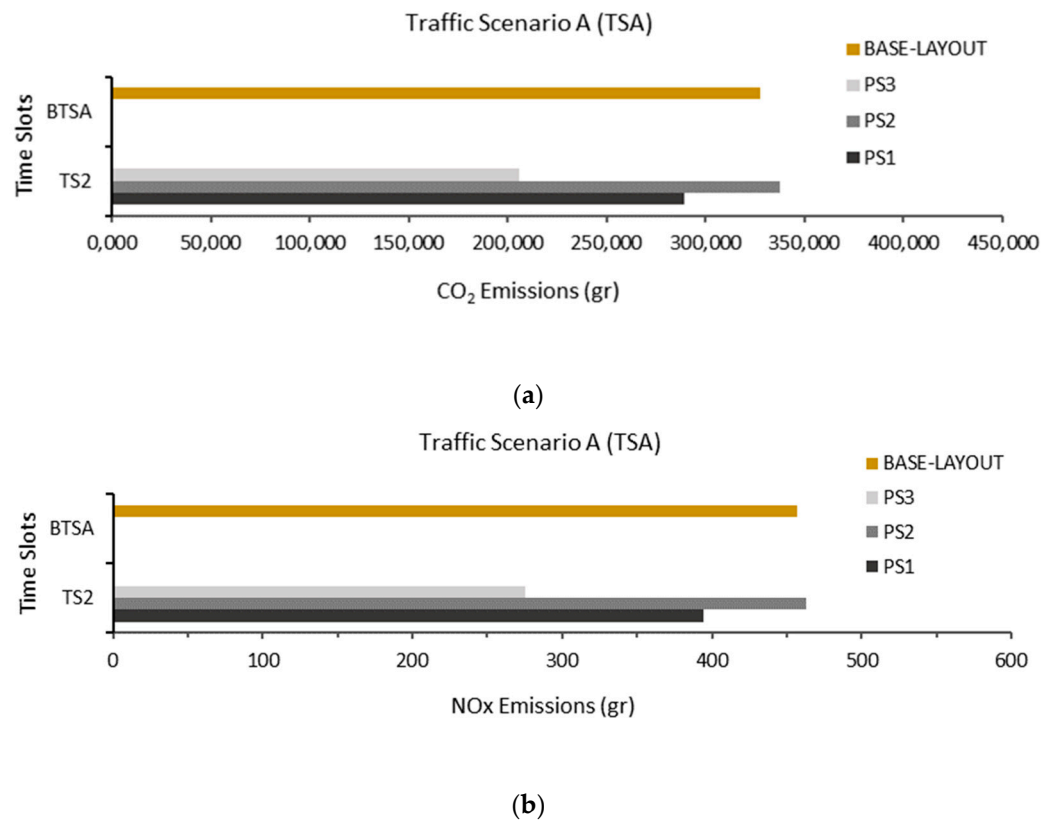 Traffic Scenario A (TSA)
BASE-LAYOUT
PS3
PS2
PS1
Time Slots
BTSA
TS2
0,000 50,000 100,000 150,000 200,000 250,000 300,000 350,000 400,000 450,000
CO₂ Emissions (gr)
(a)
Traffic Scenario A (TSA)
BASE-LAYOUT
PS3
PS2
PS1
Time Slots
BTSA
TS2
0 100 200 300 400 500 600
NOx Emissions (gr)
(b)